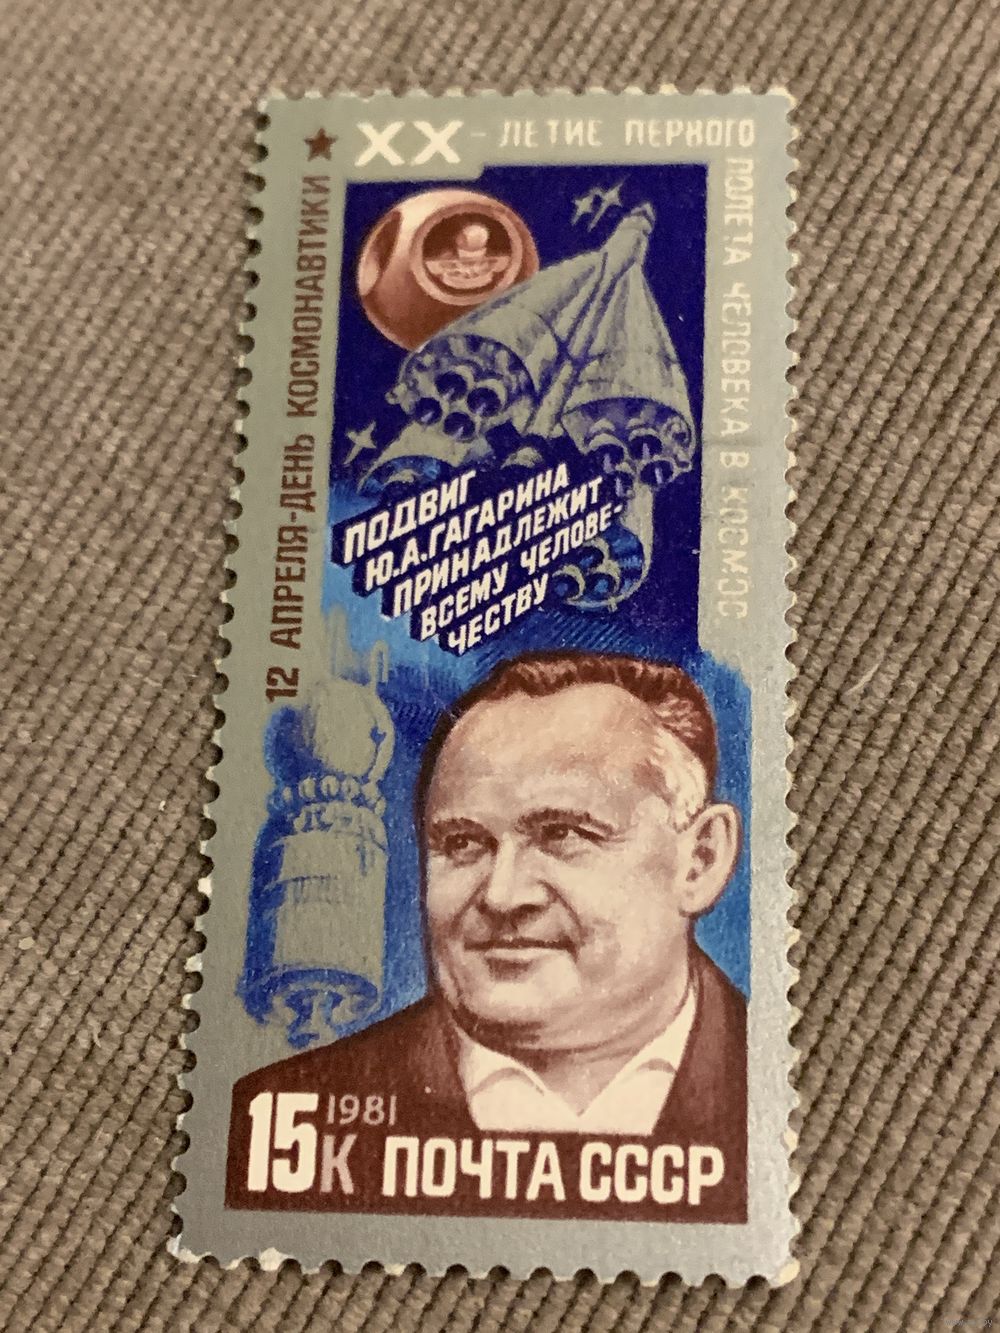 XX-ЛЕТИЕ ПЕРВОГО
ПОЛЕТА ЧЕЛОВЕКА В КОСМОС
12 АПРЕЛЯ-ДЕНЬ КОСМОНАВТИКИ
ПОДВИГ
Ю.А.ГАГАРИНА
ПРИНАДЛЕЖИТ
ВСЕМУ ЧЕЛОВЕ-
ЧЕСТВУ
15К 1981 ПОЧТА СССР